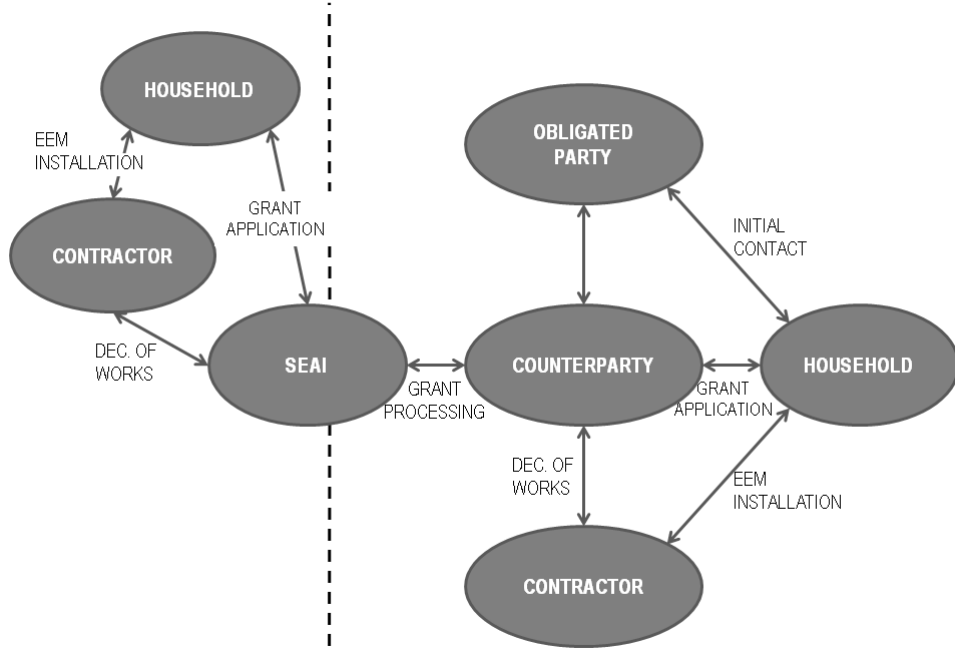 HOUSEHOLD
EEM
INSTALLATION
CONTRACTOR
GRANT
APPLICATION
DEC. OF
WORKS
SEAI
GRANT
PROCESSING
OBLIGATED
PARTY
INITIAL
CONTACT
COUNTERPARTY
GRANT
APPLICATION
HOUSEHOLD
DEC. OF
WORKS
EEM
INSTALLATION
CONTRACTOR